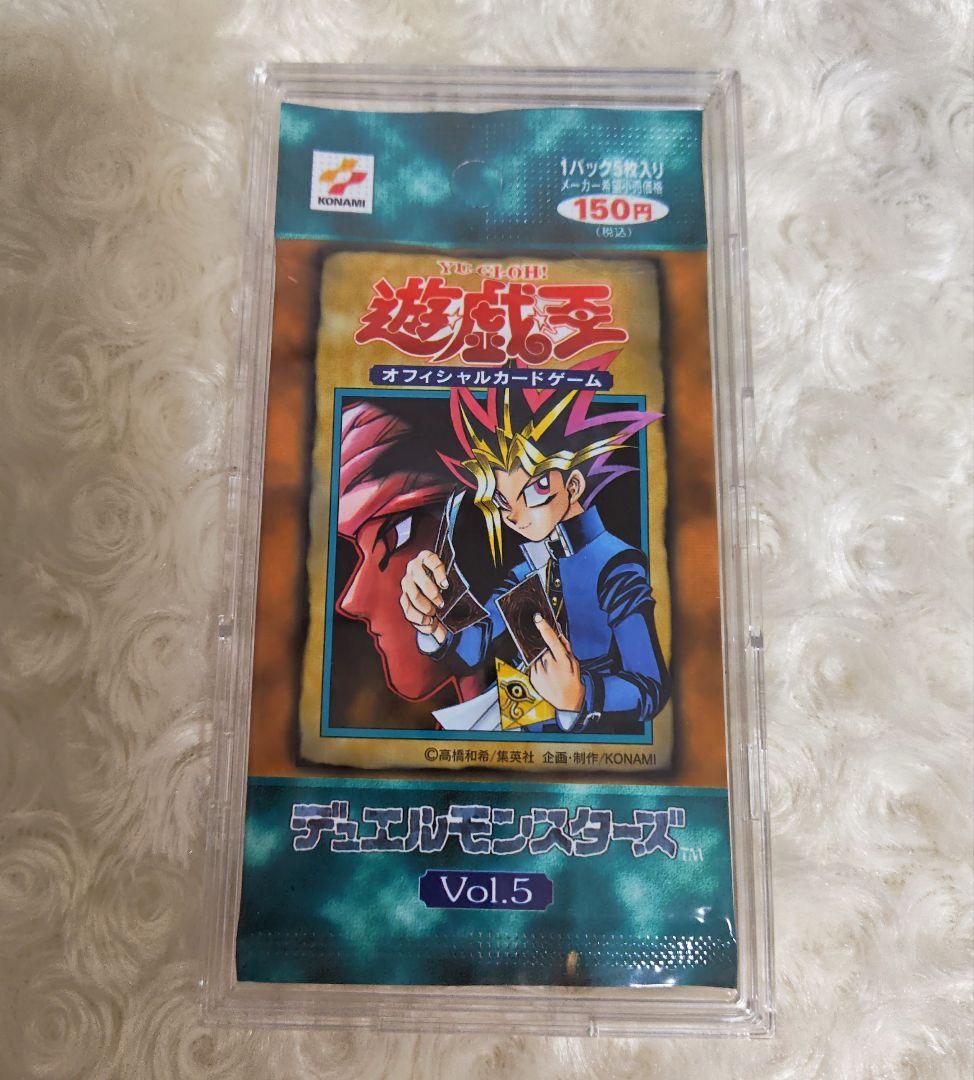 KONAMI
1パック5枚入り
メーカー希望小売価格
150円
(税込)
YU-GI-OH!
遊戯王
オフィシャルカードゲーム
©高橋和希/集英社 企画・制作/KONAMI
デュエルモンスターズ™
Vol.5